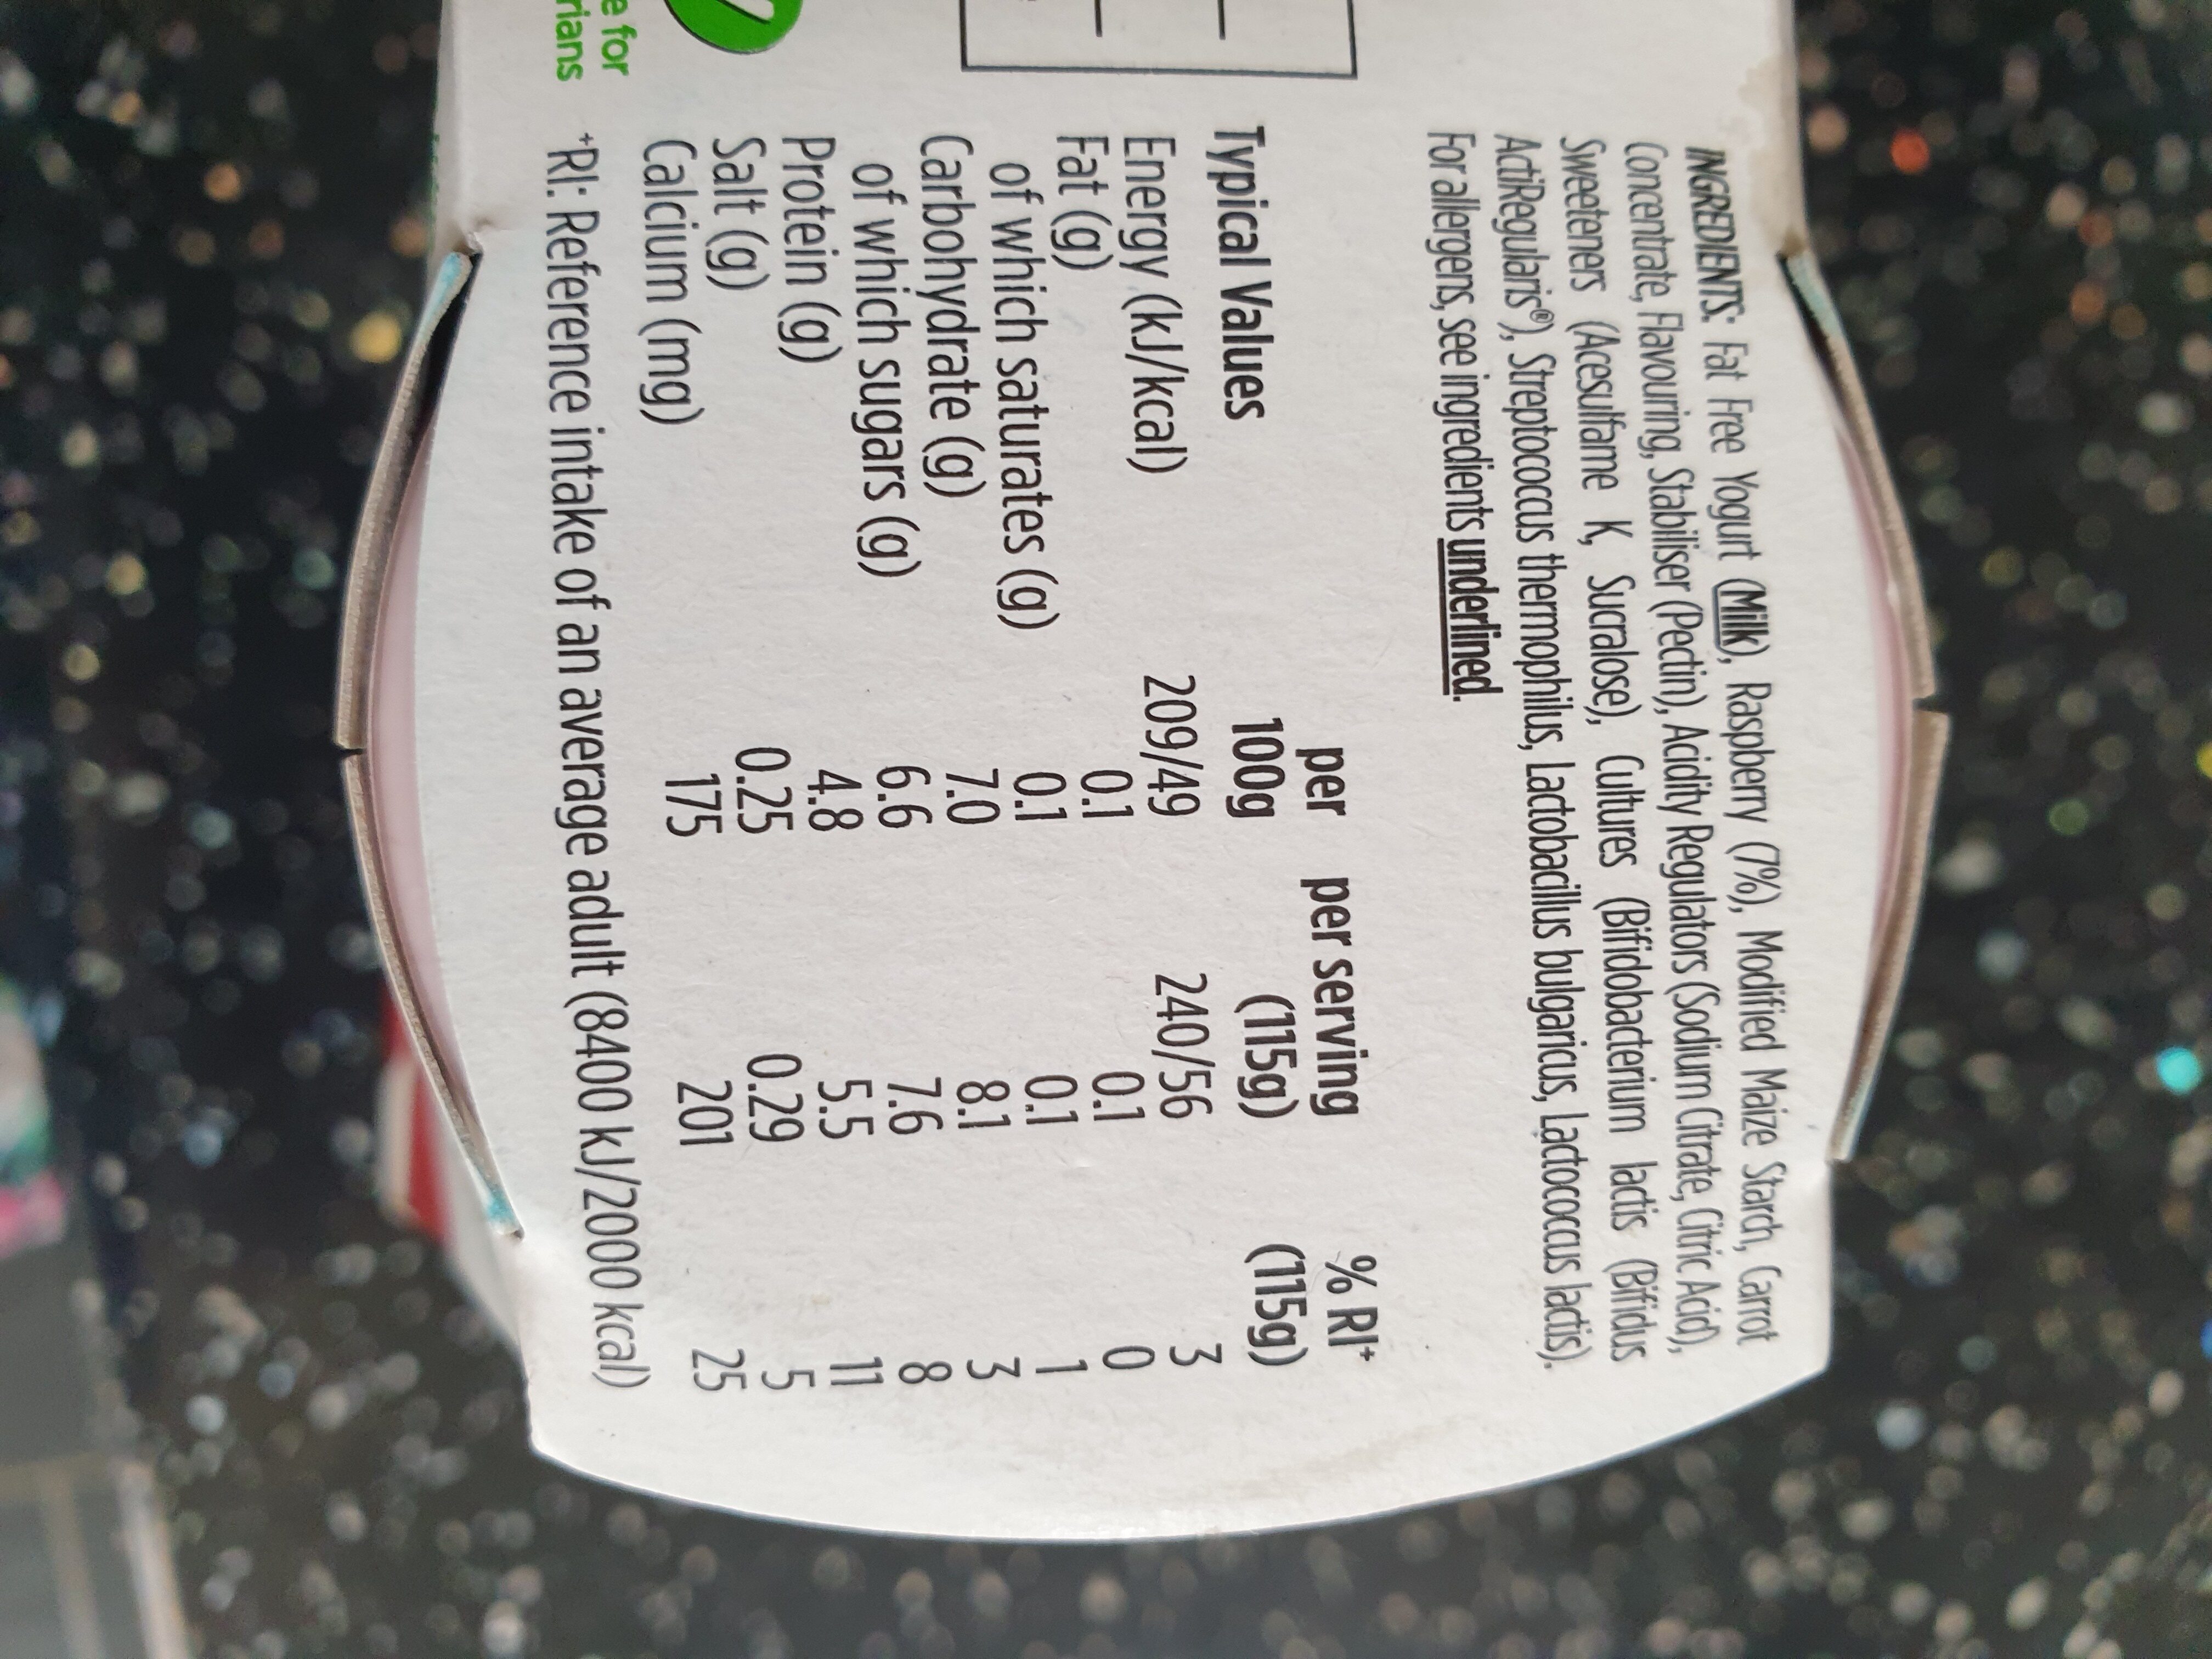 INGREDIENTS: Fat Free Yogurt (Milk), Raspberry (7%), Modified Maize Starch, Carrot
Concentrate, Flavouring, Stabiliser (Pectin), Acidity Regulators (Sodium Citrate, Citric Acid),
Sweeteners (Acesulfame K, Sucralose), Cultures (Bifidobacterium lactis (Bifidus
ActiRegularis®), Streptococcus thermophilus, Lactobacillus bulgaricus, Lactococcus lactis).
For allergens, see ingredients underlined.
per per serving % RI+
Typical Values 100g (115g) (115g)
Energy (kJ/kcal) 209/49 240/56 3
Fat (g) 0.1 0.1 0
of which saturates (g) 0.1 0.1 1
Carbohydrate (g) 7.0 8.1 3
of which sugars (g) 6.6 7.6 8
Protein (g) 4.8 5.5 11
Salt (g) 0.25 0.29 5
Calcium (mg) 175 201 25
+RI: Reference intake of an average adult (8400 kJ/2000 kcal)
for